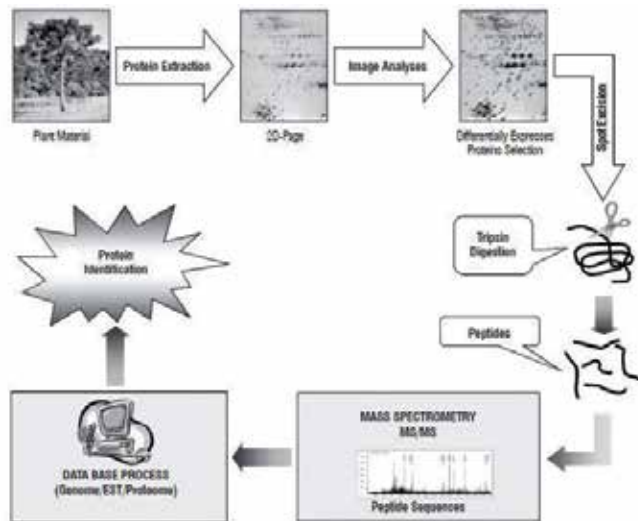 Protein Extraction
Image Analyses
Plant Material
2D-Page
Differentially Expresses
Proteins Selection
Spot Excision
Tripsin
Digestion
Peptides
MASS SPECTROMETRY
MS/MS
Peptide Sequences
DATA BASE PROCESS
(Genome/EST/Proteome)
Protein
Identification